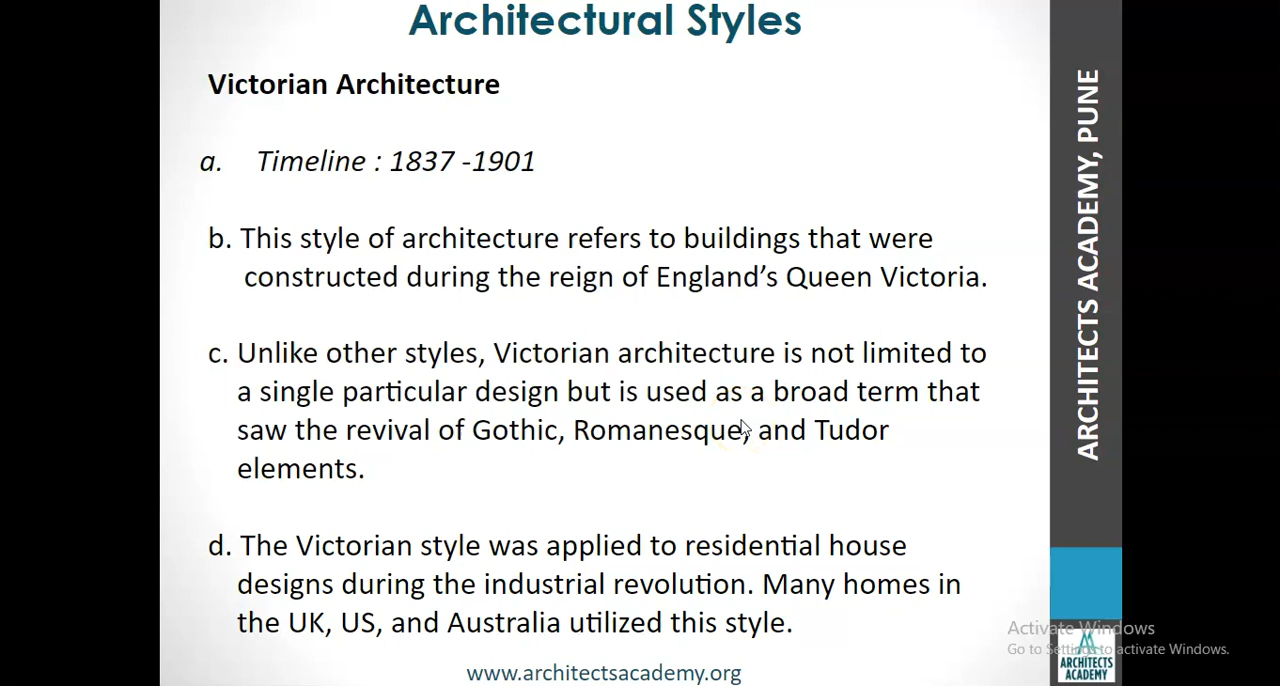 Architectural Styles
Victorian Architecture
a. Timeline : 1837 -1901
b. This style of architecture refers to buildings that were
constructed during the reign of England’s Queen Victoria.
c. Unlike other styles, Victorian architecture is not limited to
a single particular design but is used as a broad term that
saw the revival of Gothic, Romanesque, and Tudor
elements.
d. The Victorian style was applied to residential house
designs during the industrial revolution. Many homes in
the UK, US, and Australia utilized this style.
www.architectsacademy.org
ARCHITECTS ACADEMY, PUNE
Activate Windows
Go to Settings to activate Windows.
ARCHITECTS
ACADEMY